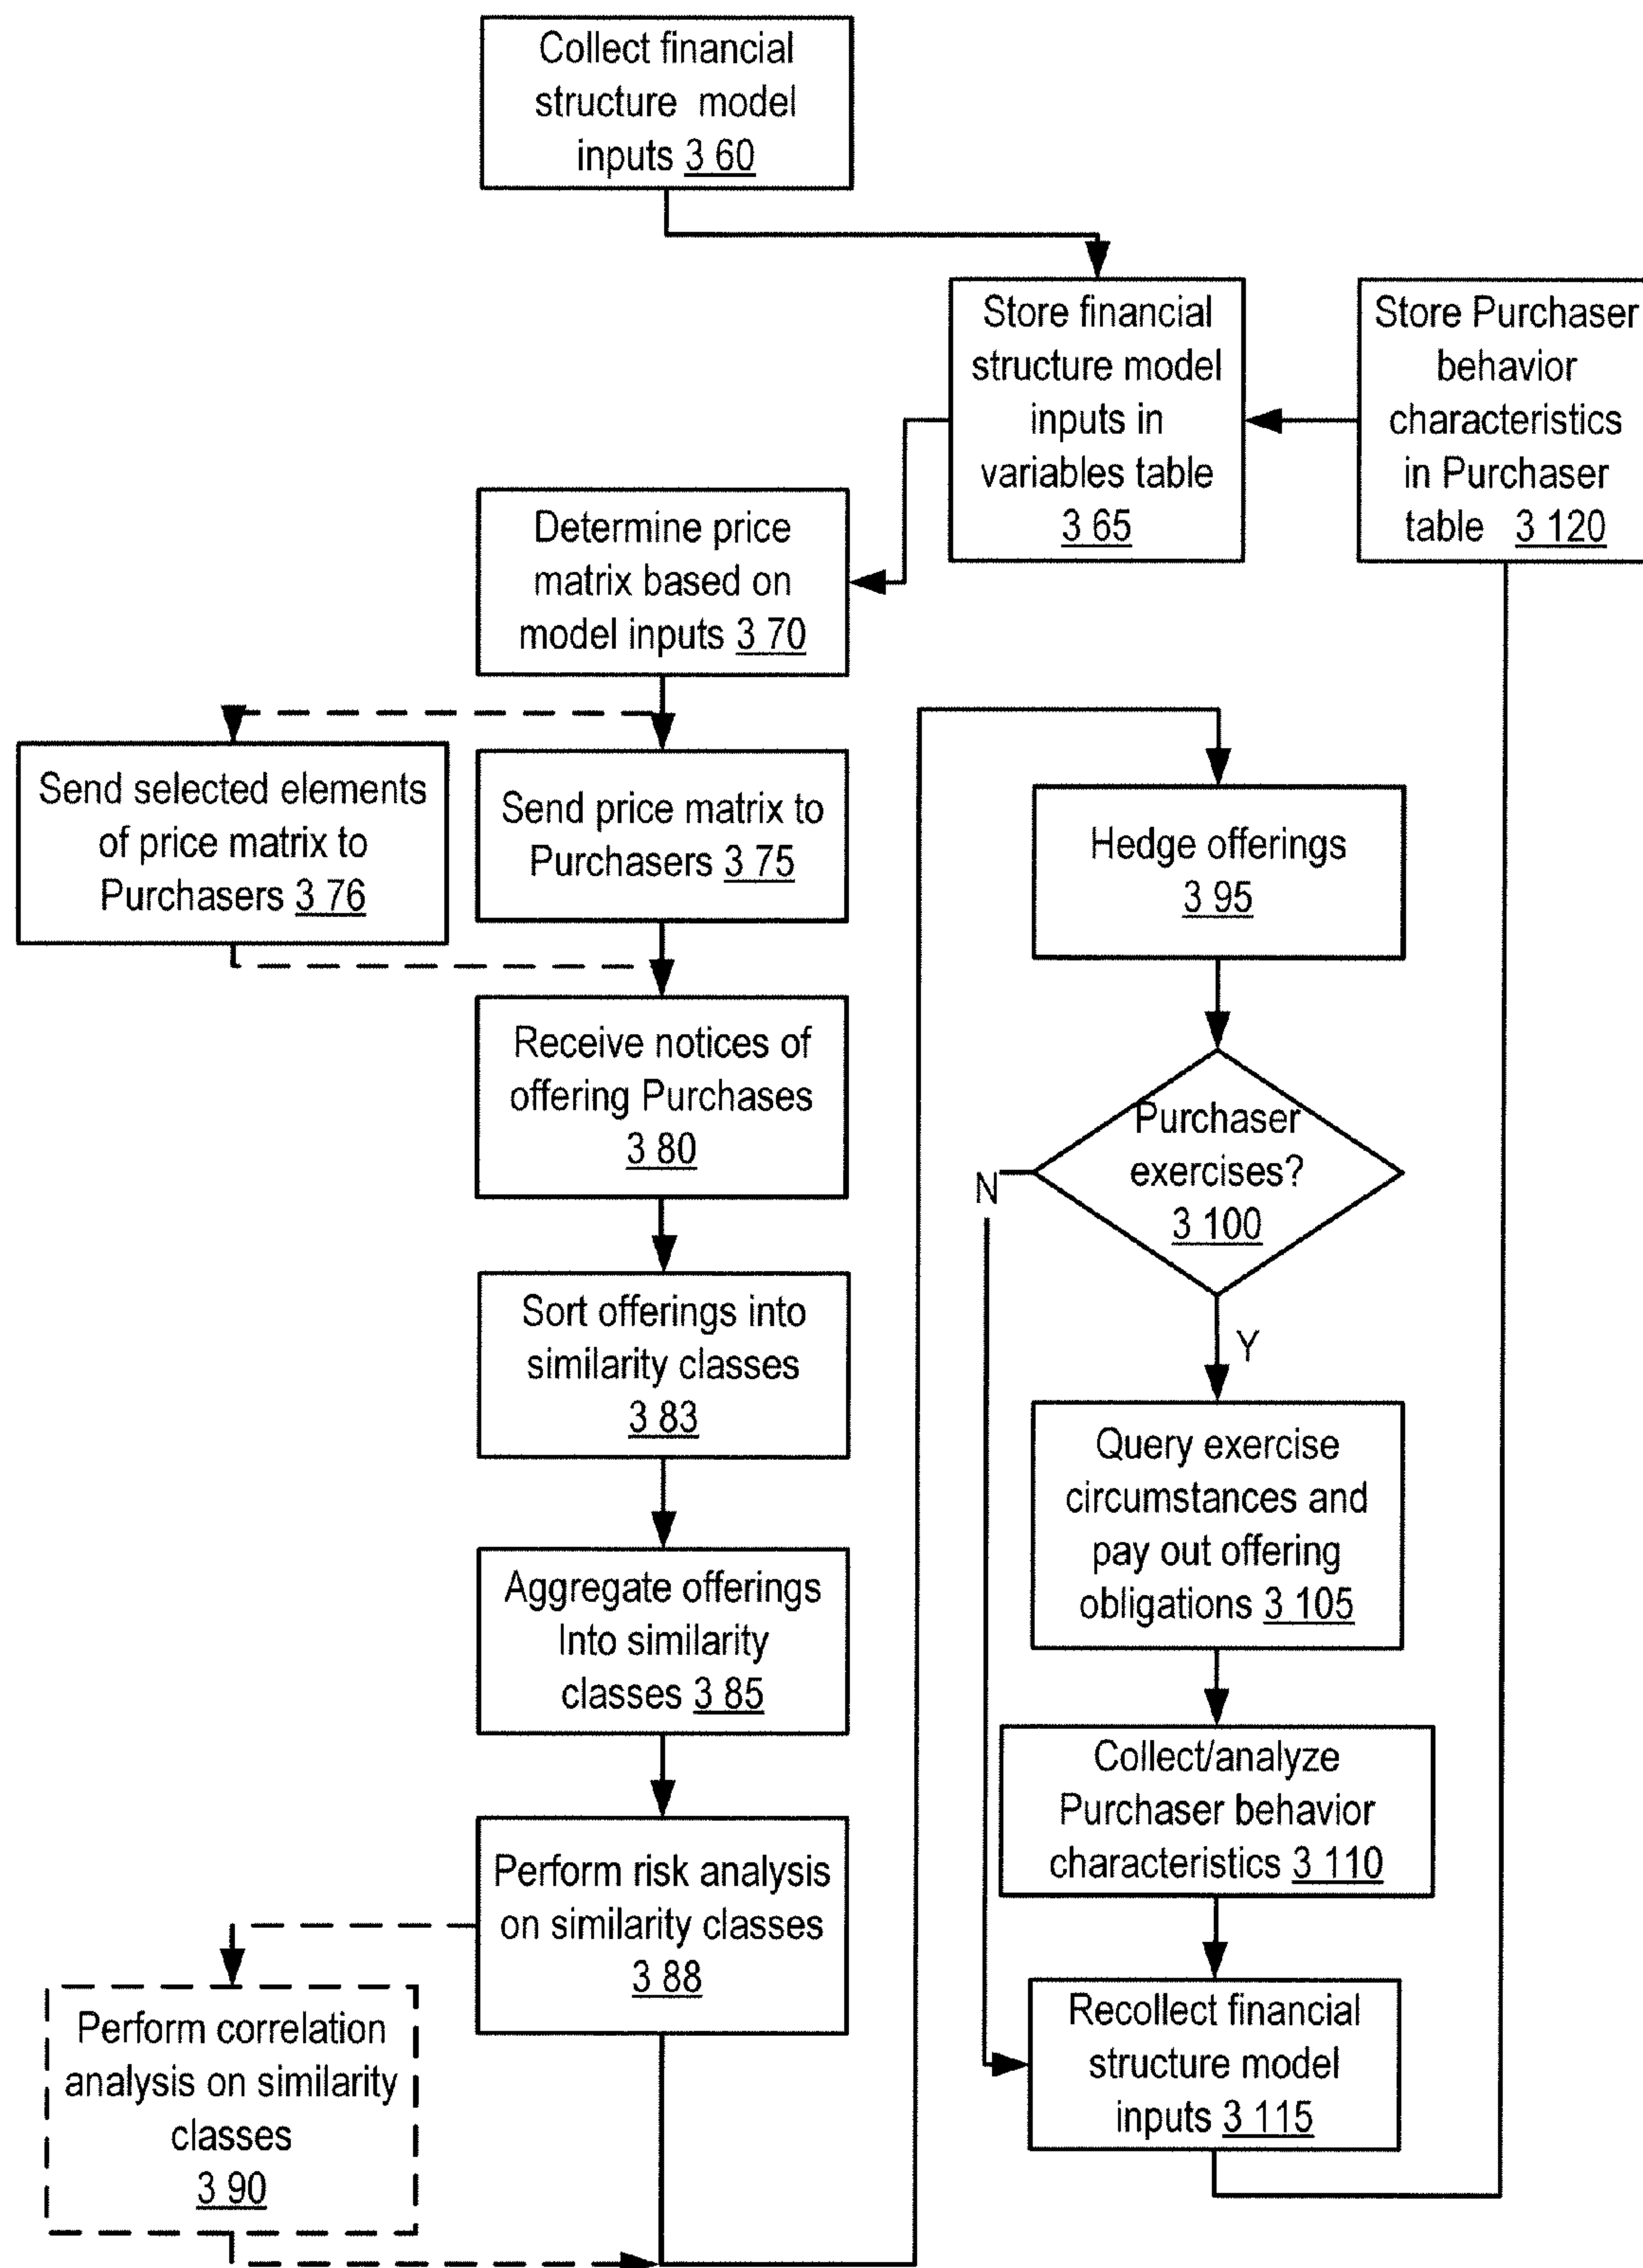 Collect financial
structure model
inputs 3 60
Store financial
structure model
inputs in
variables table
3 65
Store Purchaser
behavior
characteristics
in Purchaser
table 3 120
Determine price
matrix based on
model inputs 3 70
Send selected elements
of price matrix to
Purchasers 3 76
Send price matrix to
Purchasers 3 75
Receive notices of
offering Purchases
3 80
Sort offerings into
similarity classes
3 83
Aggregate offerings
Into similarity
classes 3 85
Perform risk analysis
on similarity classes
3 88
Perform correlation
analysis on similarity
classes
3 90
Hedge offerings
3 95
Purchaser
exercises?
3 100
N
Y
Query exercise
circumstances and
pay out offering
obligations 3 105
Collect/analyze
Purchaser behavior
characteristics 3 110
Recollect financial
structure model
inputs 3 115